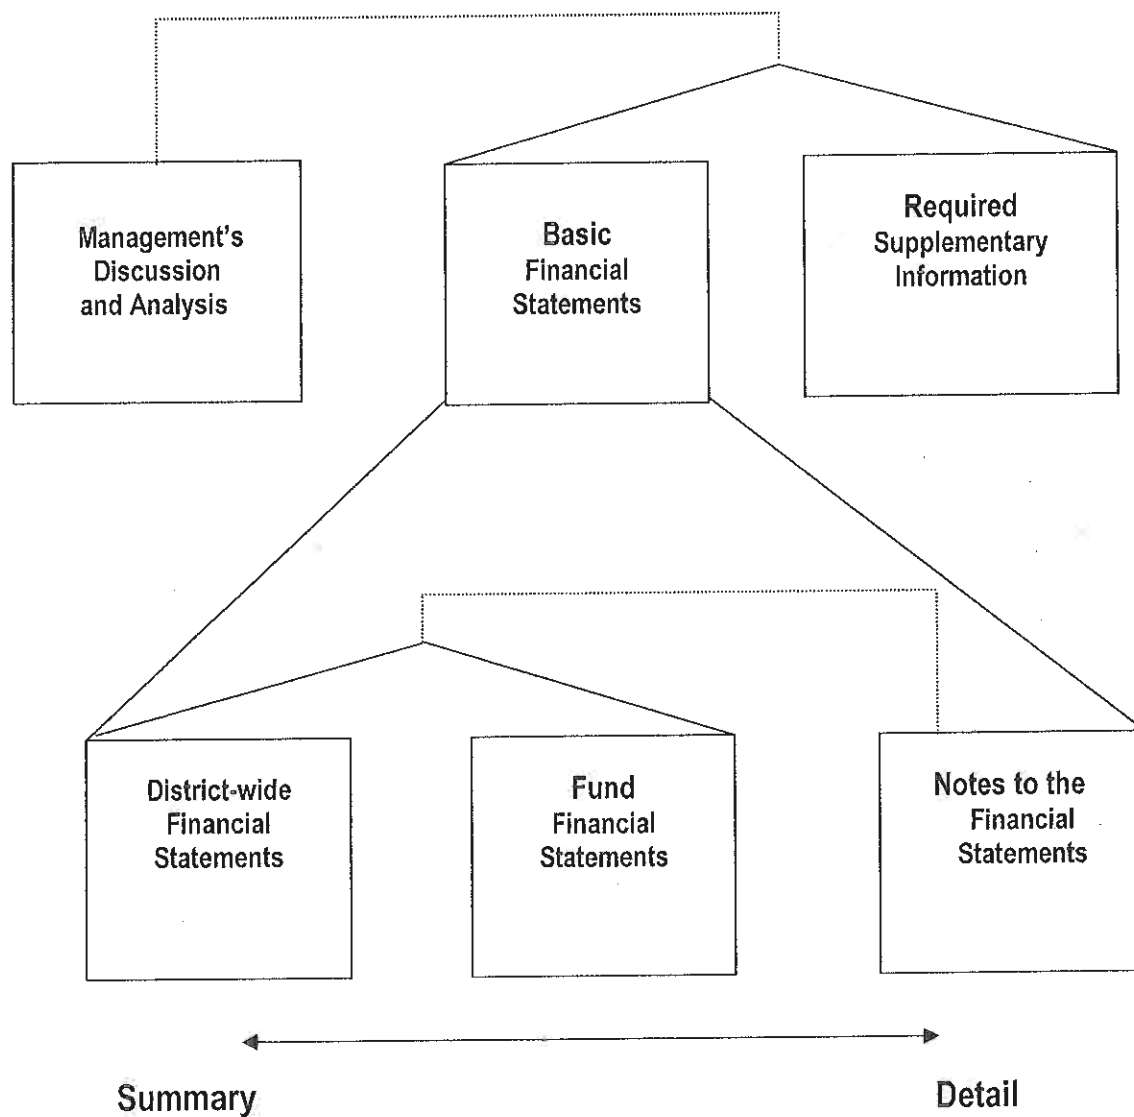 Management's
Discussion
and Analysis
Basic
Financial
Statements
Required
Supplementary
Information
District-wide
Financial
Statements
Fund
Financial
Statements
Notes to the
Financial
Statements
Summary
Detail